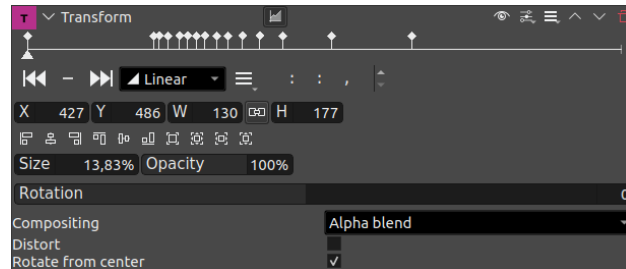 T Transform
Linear : : ,
X 427 Y 486 W 130 H 177
Size 13,83% Opacity 100%
Rotation 0
Compositing Alpha blend
Distort
Rotate from center